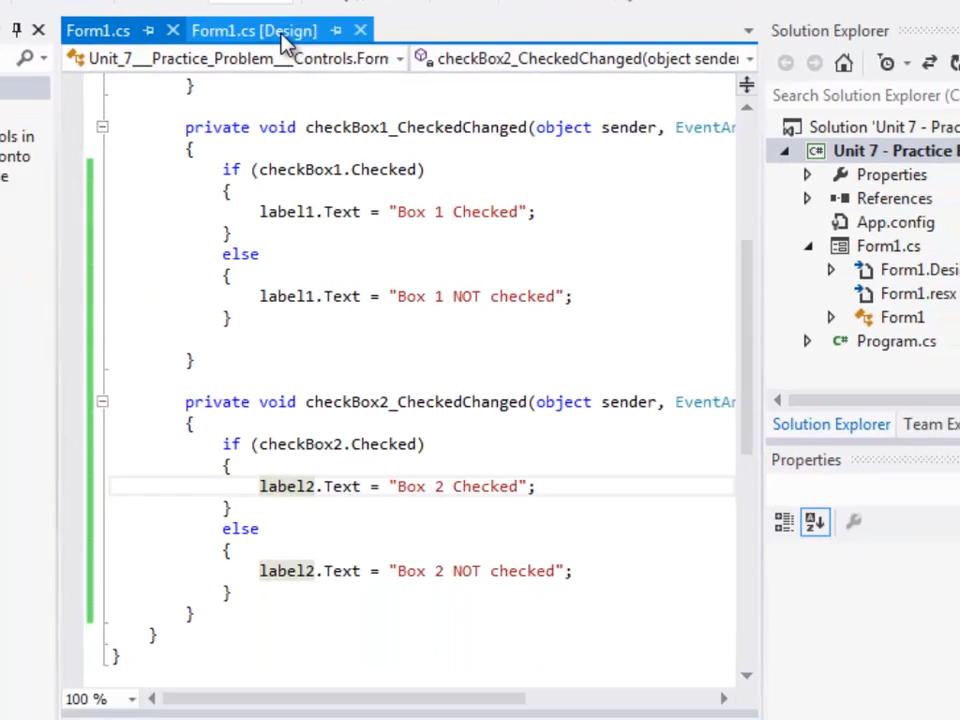 Form1.cs
Form1.cs [Design]
Unit_7__Practice_Problem__Controls.Form
checkBox2_CheckedChanged(object sender
}
private void checkBox1_CheckedChanged(object sender, EventAr
{
if (checkBox1.Checked)
{
label1.Text = "Box 1 Checked";
}
else
{
label1.Text = "Box 1 NOT checked";
}
}
private void checkBox2_CheckedChanged(object sender, EventAr
{
if (checkBox2.Checked)
{
label2.Text = "Box 2 Checked";
}
else
{
label2.Text = "Box 2 NOT checked";
}
}
}
}
100 %
ols in
onto
e
Solution Explorer
Search Solution Explorer (C
Solution 'Unit 7 - Prac
C# Unit 7 - Practice
Properties
References
App.config
Form1.cs
Form1.Desi
Form1.resx
Form1
C# Program.cs
Solution Explorer
Team Ex
Properties